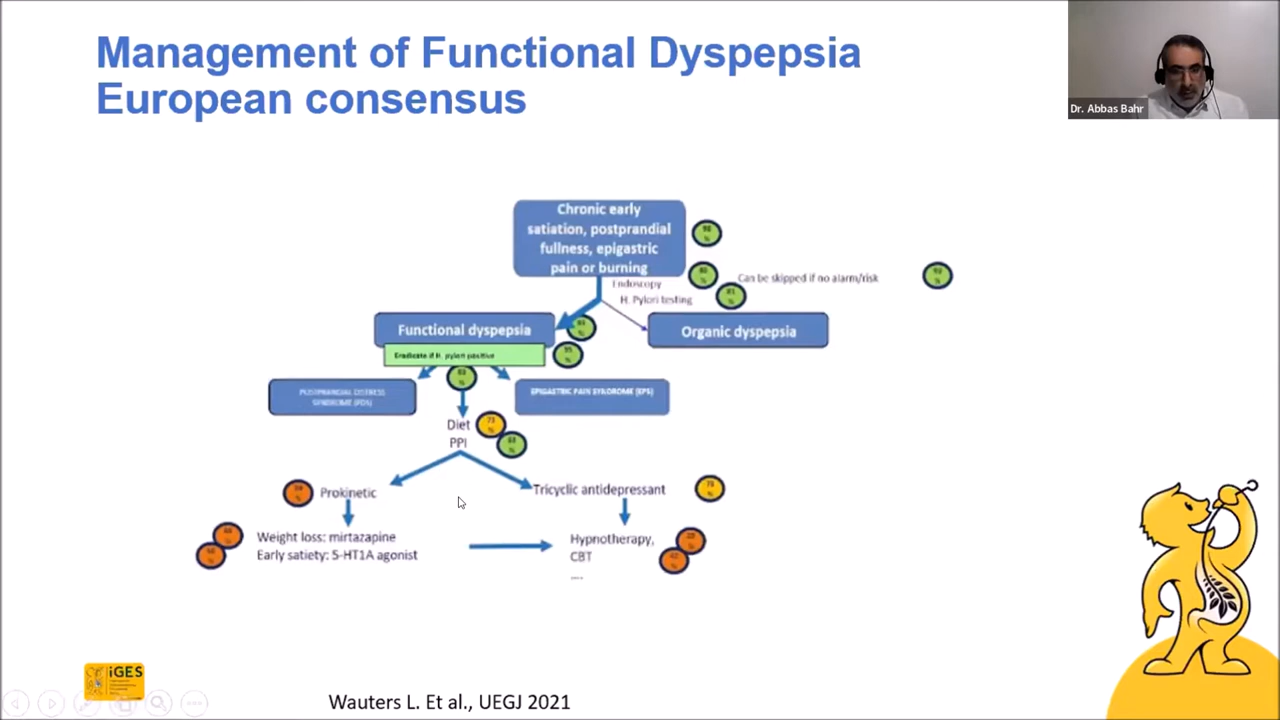 Management of Functional Dyspepsia
European consensus
Dr. Abbas Bahr
Chronic early
satiation, postprandial
fullness, epigastric
pain or burning
Endoscopy
Can be skipped if no alarm/risk
H. Pylori testing
Functional dyspepsia
Organic dyspepsia
Eradicate if H. pylori positive
POSTPRANDIAL DISTRESS
SYNDROME (PDS)
EPIGASTRIC PAIN SYNDROME (EPS)
Diet
PPI
Prokinetic
Tricyclic antidepressant
Weight loss: mirtazapine
Early satiety: 5-HT1A agonist
Hypnotherapy,
CBT
....
iGES
Wauters L. Et al., UEGJ 2021